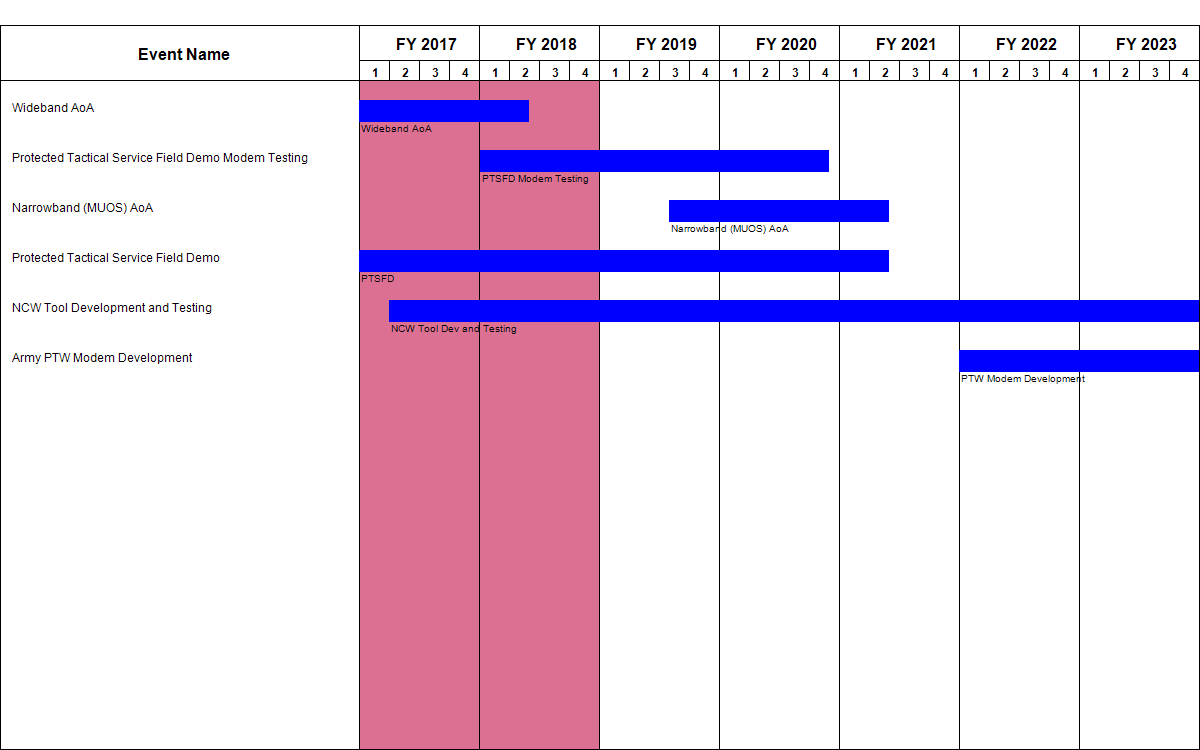 Event Name
FY 2017 FY 2018 FY 2019 FY 2020 FY 2021 FY 2022 FY 2023
1 2 3 4 1 2 3 4 1 2 3 4 1 2 3 4 1 2 3 4 1 2 3 4 1 2 3 4
Wideband AoA
Wideband AoA
Protected Tactical Service Field Demo Modem Testing
PTSFD Modem Testing
Narrowband (MUOS) AoA
Narrowband (MUOS) AoA
Protected Tactical Service Field Demo
PTSFD
NCW Tool Development and Testing
NCW Tool Dev and Testing
Army PTW Modem Development
PTW Modem Development